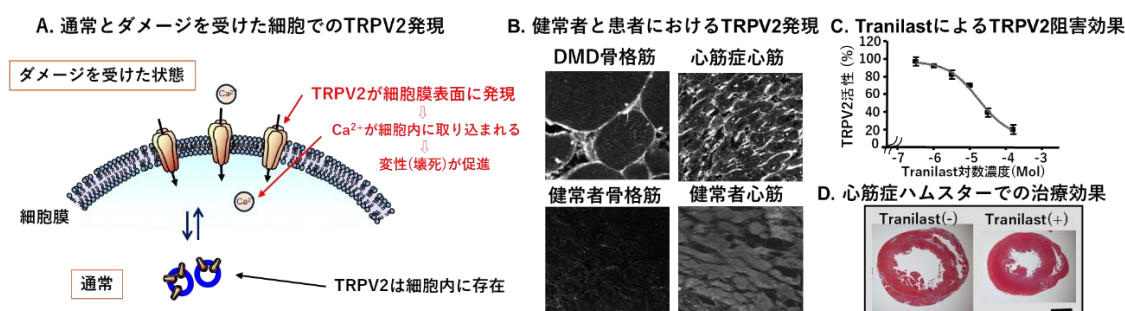 A. 通常とダメージを受けた細胞でのTRPV2発現
ダメージを受けた状態
Ca²⁺
TRPV2が細胞膜表面に発現
Ca²⁺が細胞内に取り込まれる
変性(壊死)が促進
Ca²⁺
細胞膜
通常
TRPV2は細胞内に存在
B. 健常者と患者におけるTRPV2発現
DMD骨格筋
心筋症心筋
健常者骨格筋
健常者心筋
C. TranilastによるTRPV2阻害効果
TRPV2活性 (%)
120
100
80
60
40
20
-7
-6
-5
-4
-3
Tranilast対数濃度(Mol)
D. 心筋症ハムスターでの治療効果
Tranilast(-)
Tranilast(+)